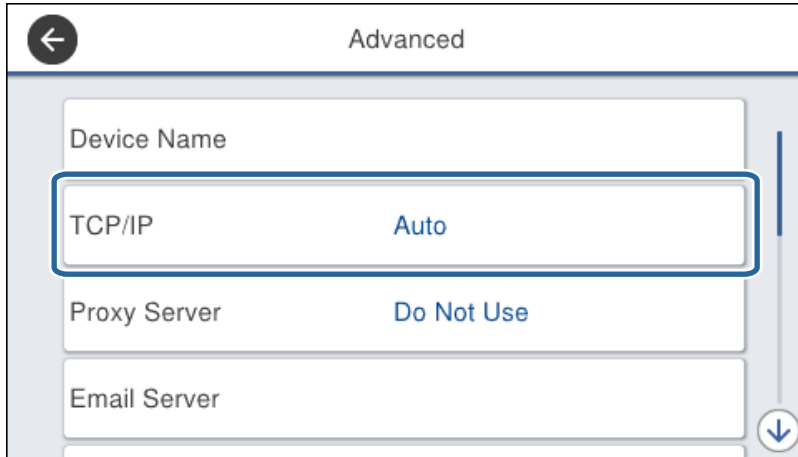 Advanced
Device Name
TCP/IP Auto
Proxy Server Do Not Use
Email Server